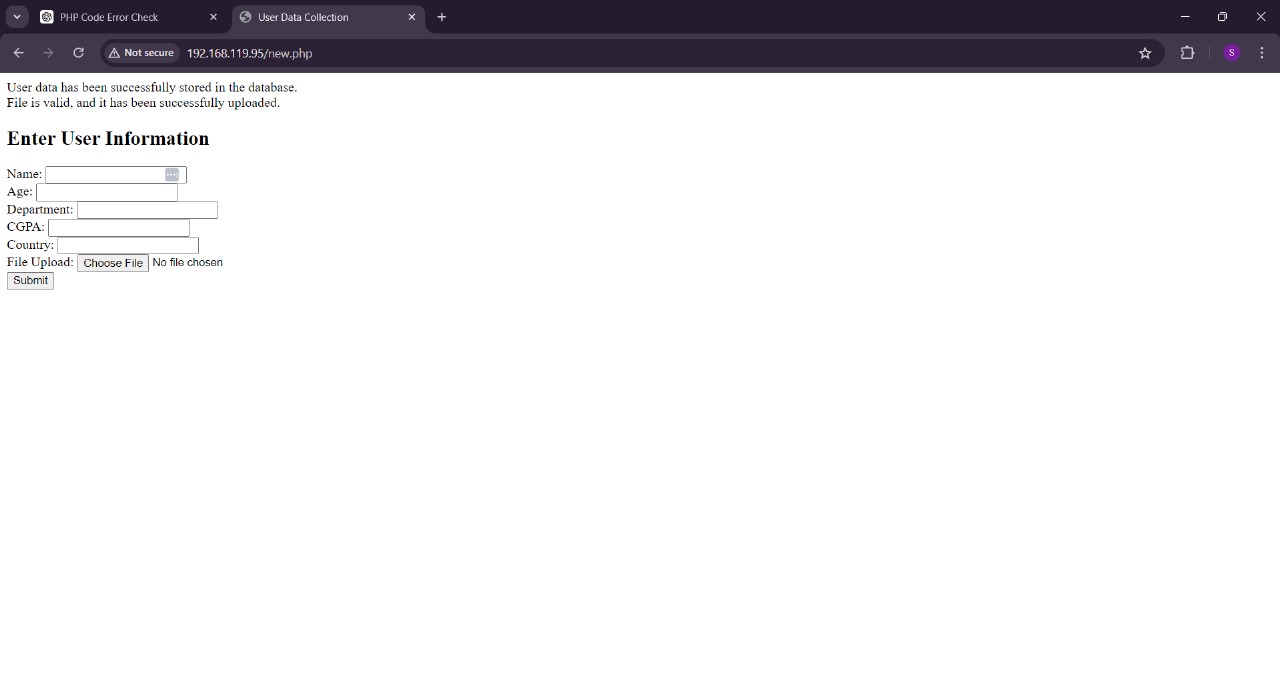 PHP Code Error Check
User Data Collection
Not secure
192.168.119.95/new.php
S
User data has been successfully stored in the database.
File is valid, and it has been successfully uploaded.
Enter User Information
Name:
Age:
Department:
CGPA:
Country:
File Upload: Choose File No file chosen
Submit